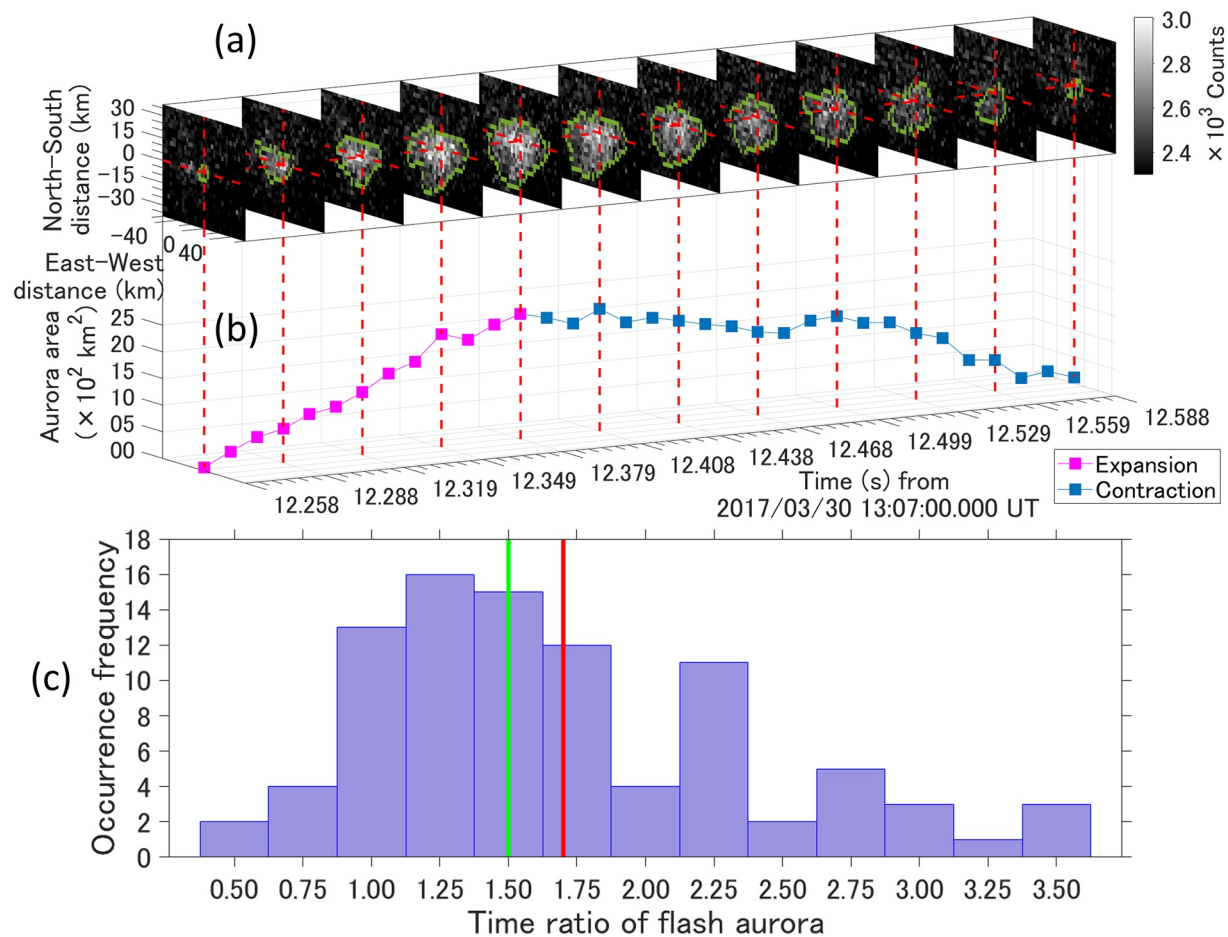 (a)
3.0
2.8
2.6
2.4
× 10³ Counts
North-South
distance (km)
30
15
0
-15
-30
-40
0
40
East-West
distance (km)
(b)
Aurora area
(× 10² km²)
25
20
15
10
05
00
12.258
12.288
12.319
12.349
12.379
12.408
12.438
12.468
12.499
12.529
12.559
12.588
Time (s) from
2017/03/30 13:07:00.000 UT
Expansion
Contraction
(c)
Occurrence frequency
18
16
14
12
10
8
6
4
2
0
0.50 0.75 1.00 1.25 1.50 1.75 2.00 2.25 2.50 2.75 3.00 3.25 3.50
Time ratio of flash aurora